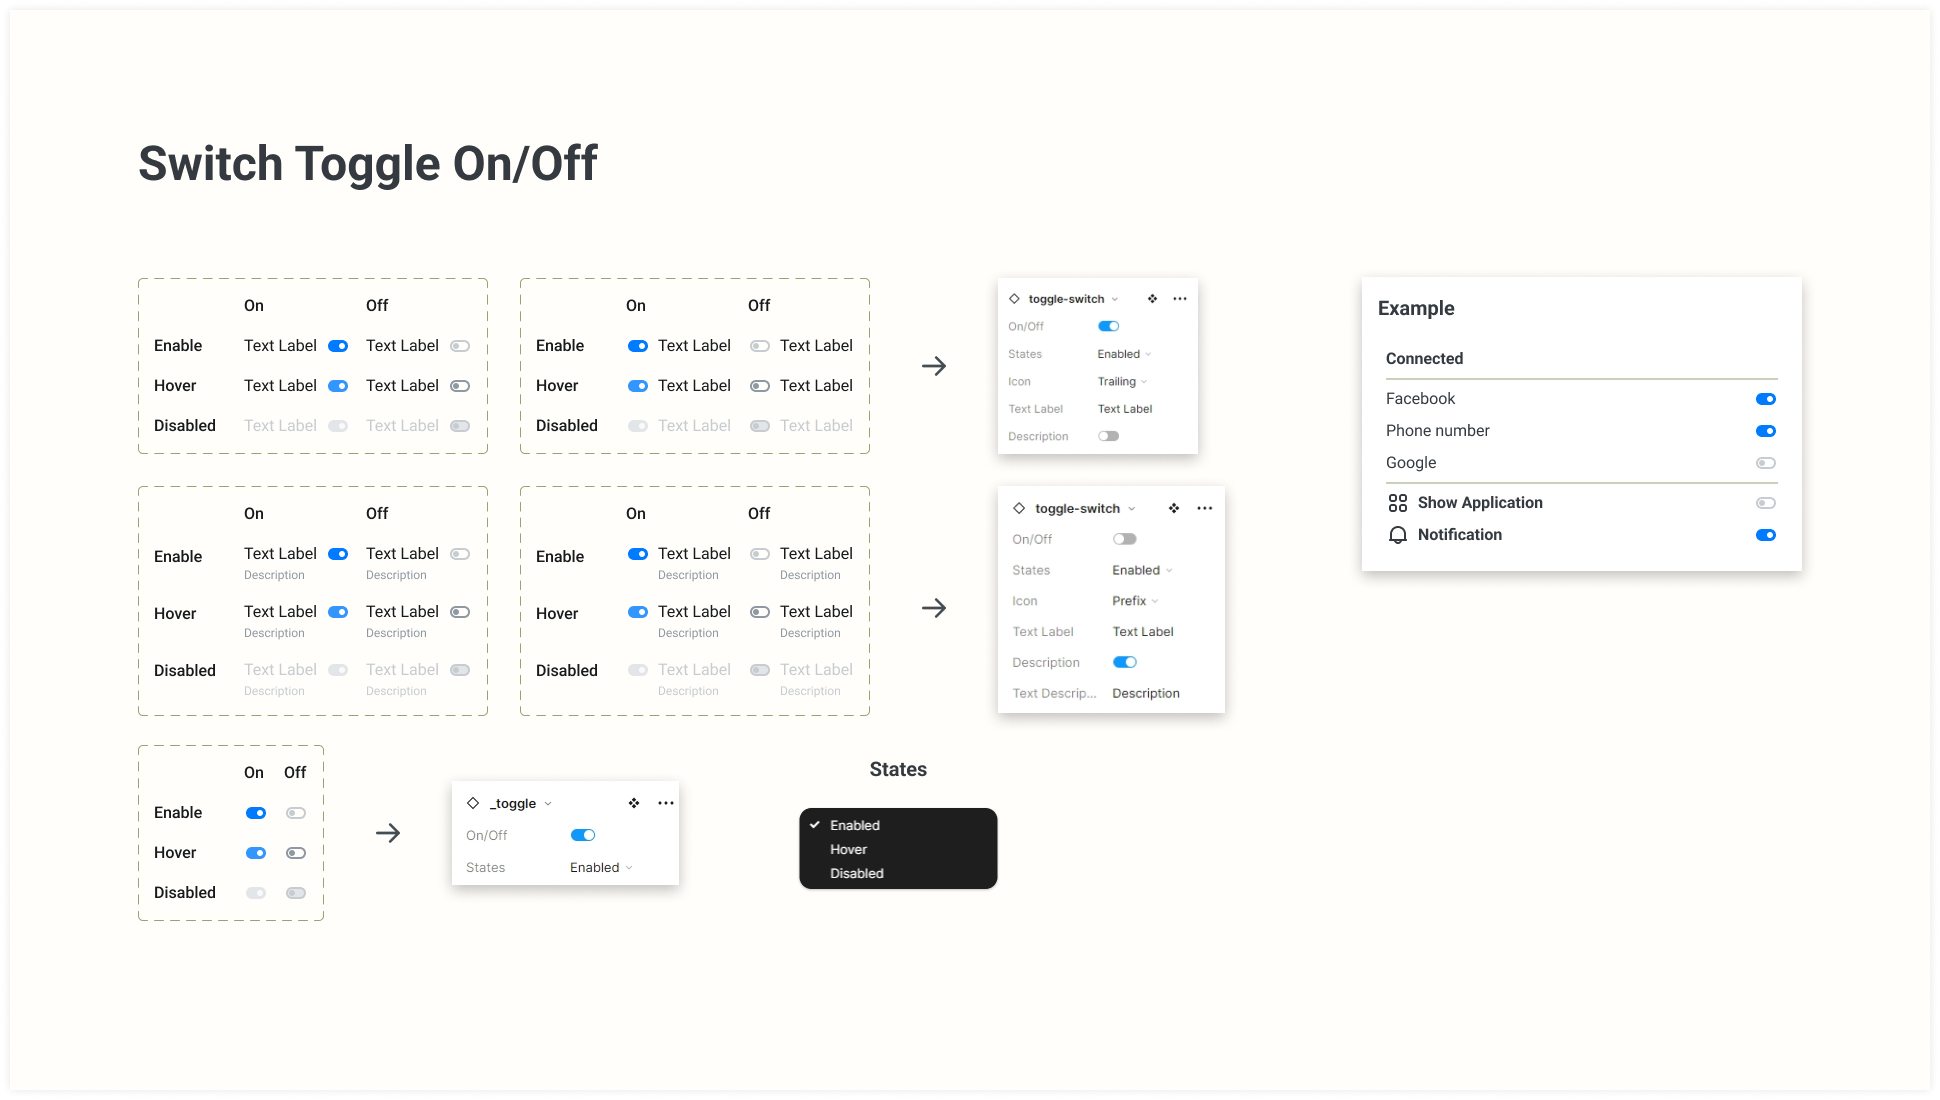 Switch Toggle On/Off
On Off
Enable Text Label Text Label
Hover Text Label Text Label
Disabled Text Label Text Label
On Off
Enable Text Label Text Label
Hover Text Label Text Label
Disabled Text Label Text Label
toggle-switch
On/Off
States Enabled
Icon Trailing
Text Label Text Label
Description
Example
Connected
Facebook
Phone number
Google
Show Application
Notification
On Off
Enable Text Label Text Label
Description Description
Hover Text Label Text Label
Description Description
Disabled Text Label Text Label
Description Description
On Off
Enable Text Label Text Label
Description Description
Hover Text Label Text Label
Description Description
Disabled Text Label Text Label
Description Description
toggle-switch
On/Off
States Enabled
Icon Prefix
Text Label Text Label
Description
Text Descrip... Description
On Off
Enable
Hover
Disabled
_toggle
On/Off
States Enabled
States
Enabled
Hover
Disabled